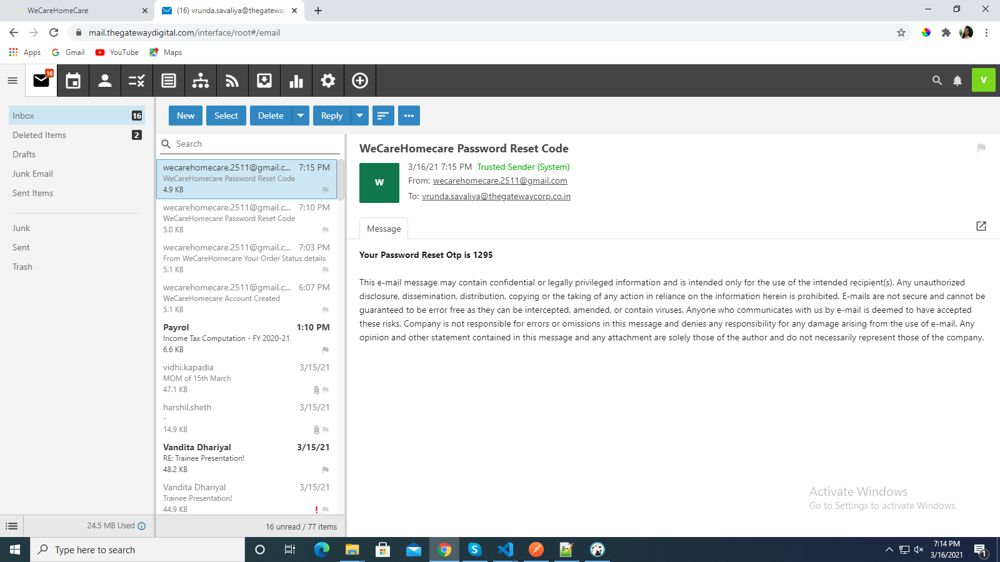 WeCareHomeCare
(16) vrunda.savaliya@thegateway
mail.thegatewaydigital.com/interface/root#/email
Apps
Gmail
YouTube
Maps
16
V
Inbox 16
Deleted Items 2
Drafts
Junk Email
Sent Items
Junk
Sent
Trash
24.5 MB Used
New
Select
Delete
Reply
Search
wecarehomecare.2511@gmail.c... 7:15 PM
WeCareHomecare Password Reset Code
4.9 KB
wecarehomecare.2511@gmail.c... 7:10 PM
WeCareHomecare Password Reset Code
5.0 KB
wecarehomecare.2511@gmail.c... 7:03 PM
From WeCareHomecare Your Order Status details
5.1 KB
wecarehomecare.2511@gmail.c... 6:07 PM
WeCareHomecare Account Created
5.1 KB
Payrol 1:10 PM
Income Tax Computation - FY 2020-21
6.6 KB
vidhi.kapadia 3/15/21
MOM of 15th March
47.1 KB
harshil.sheth 3/15/21
-
14.9 KB
Vandita Dhariyal 3/15/21
RE: Trainee Presentation!
48.2 KB
Vandita Dhariyal 3/15/21
Trainee Presentation!
44.9 KB
16 unread / 77 items
WeCareHomecare Password Reset Code
w
3/16/21 7:15 PM Trusted Sender (System)
From: wecarehomecare.2511@gmail.com
To: vrunda.savaliya@thegatewaycorp.co.in
Message
Your Password Reset Otp is 1295
This e-mail message may contain confidential or legally privileged information and is intended only for the use of the intended recipient(s). Any unauthorized
disclosure, dissemination, distribution, copying or the taking of any action in reliance on the information herein is prohibited. E-mails are not secure and cannot be
guaranteed to be error free as they can be intercepted, amended, or contain viruses. Anyone who communicates with us by e-mail is deemed to have accepted
these risks. Company is not responsible for errors or omissions in this message and denies any responsibility for any damage arising from the use of e-mail. Any
opinion and other statement contained in this message and any attachment are solely those of the author and do not necessarily represent those of the company.
Activate Windows
Go to Settings to activate Windows.
Type here to search
7:14 PM
3/16/2021
1